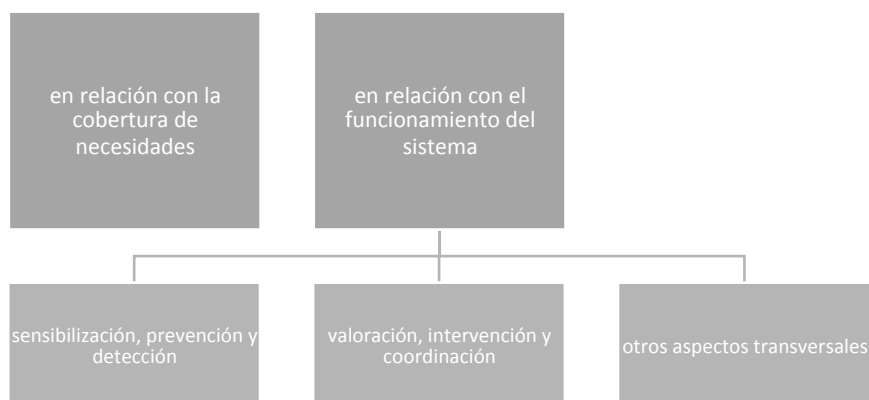 en relación con la
cobertura de
necesidades
en relación con el
funcionamiento del
sistema
sensibilización, prevención y
detección
valoración, intervención y
coordinación
otros aspectos transversales